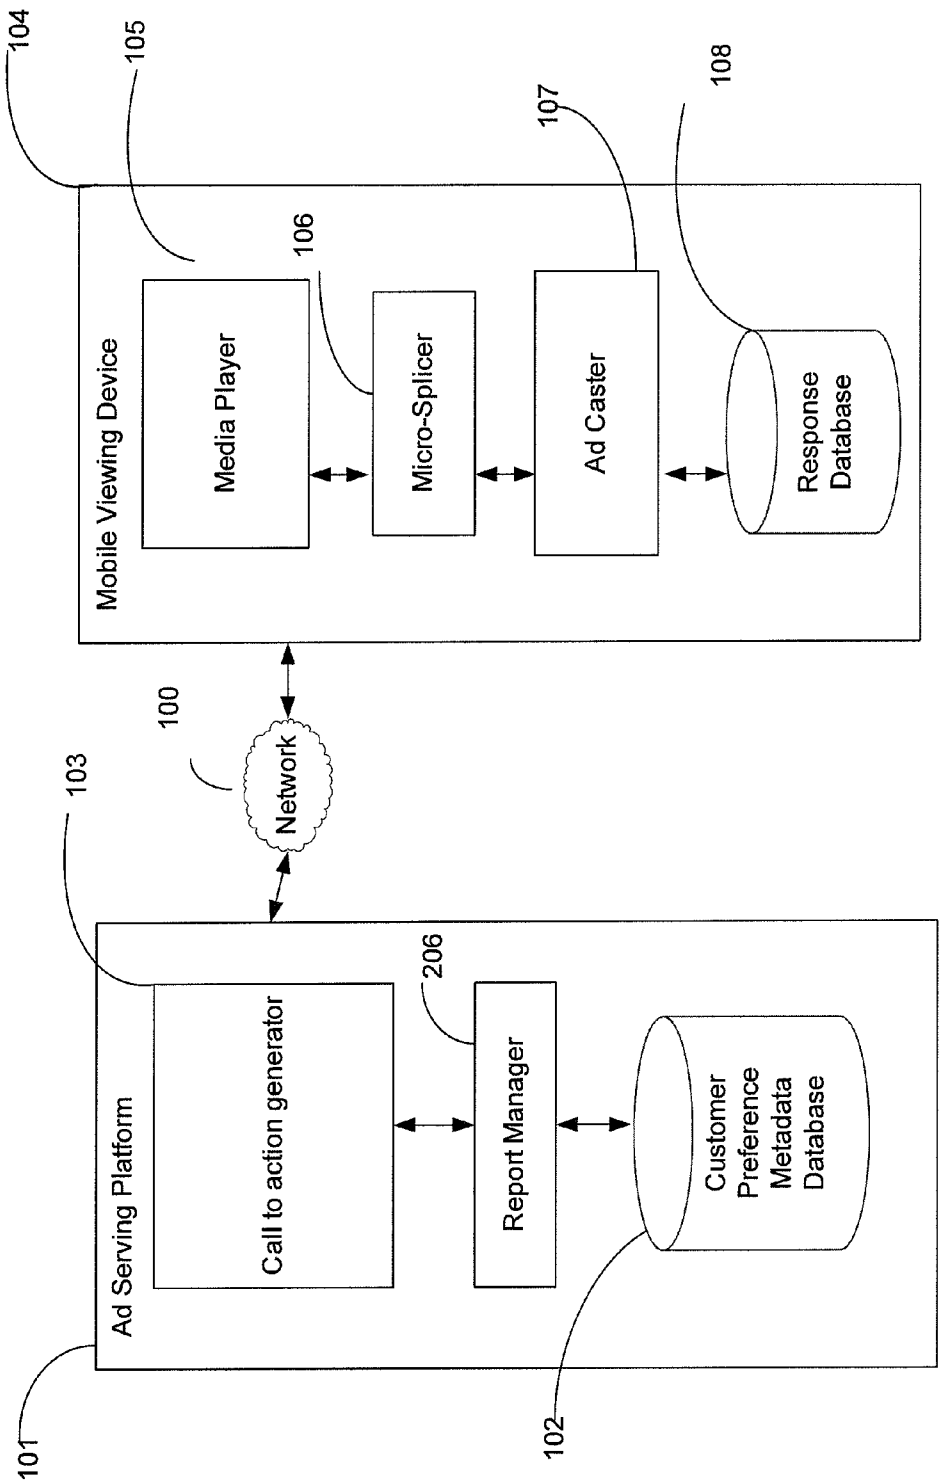 101
Ad Serving Platform
103
Call to action generator
206
Report Manager
102
Customer
Preference
Metadata
Database
100
Network
104
Mobile Viewing Device
105
Media Player
106
Micro-Splicer
107
Ad Caster
108
Response
Database